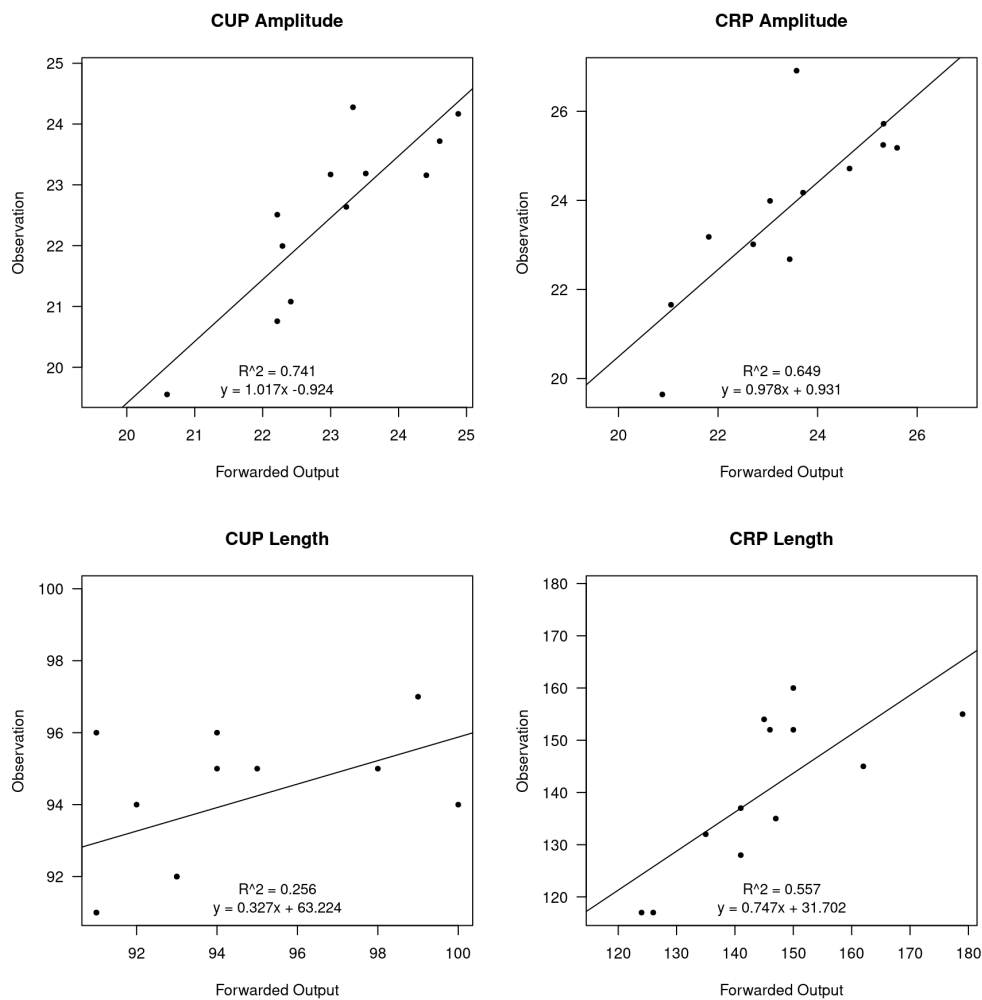 CUP Amplitude
25
24
23
22
21
20
Observation
R^2 = 0.741
y = 1.017x -0.924
20 21 22 23 24 25
Forwarded Output
CRP Amplitude
26
24
22
20
Observation
R^2 = 0.649
y = 0.978x + 0.931
20 22 24 26
Forwarded Output
CUP Length
100
98
96
94
92
Observation
R^2 = 0.256
y = 0.327x + 63.224
92 94 96 98 100
Forwarded Output
CRP Length
180
170
160
150
140
130
120
Observation
R^2 = 0.557
y = 0.747x + 31.702
120 130 140 150 160 170 180
Forwarded Output